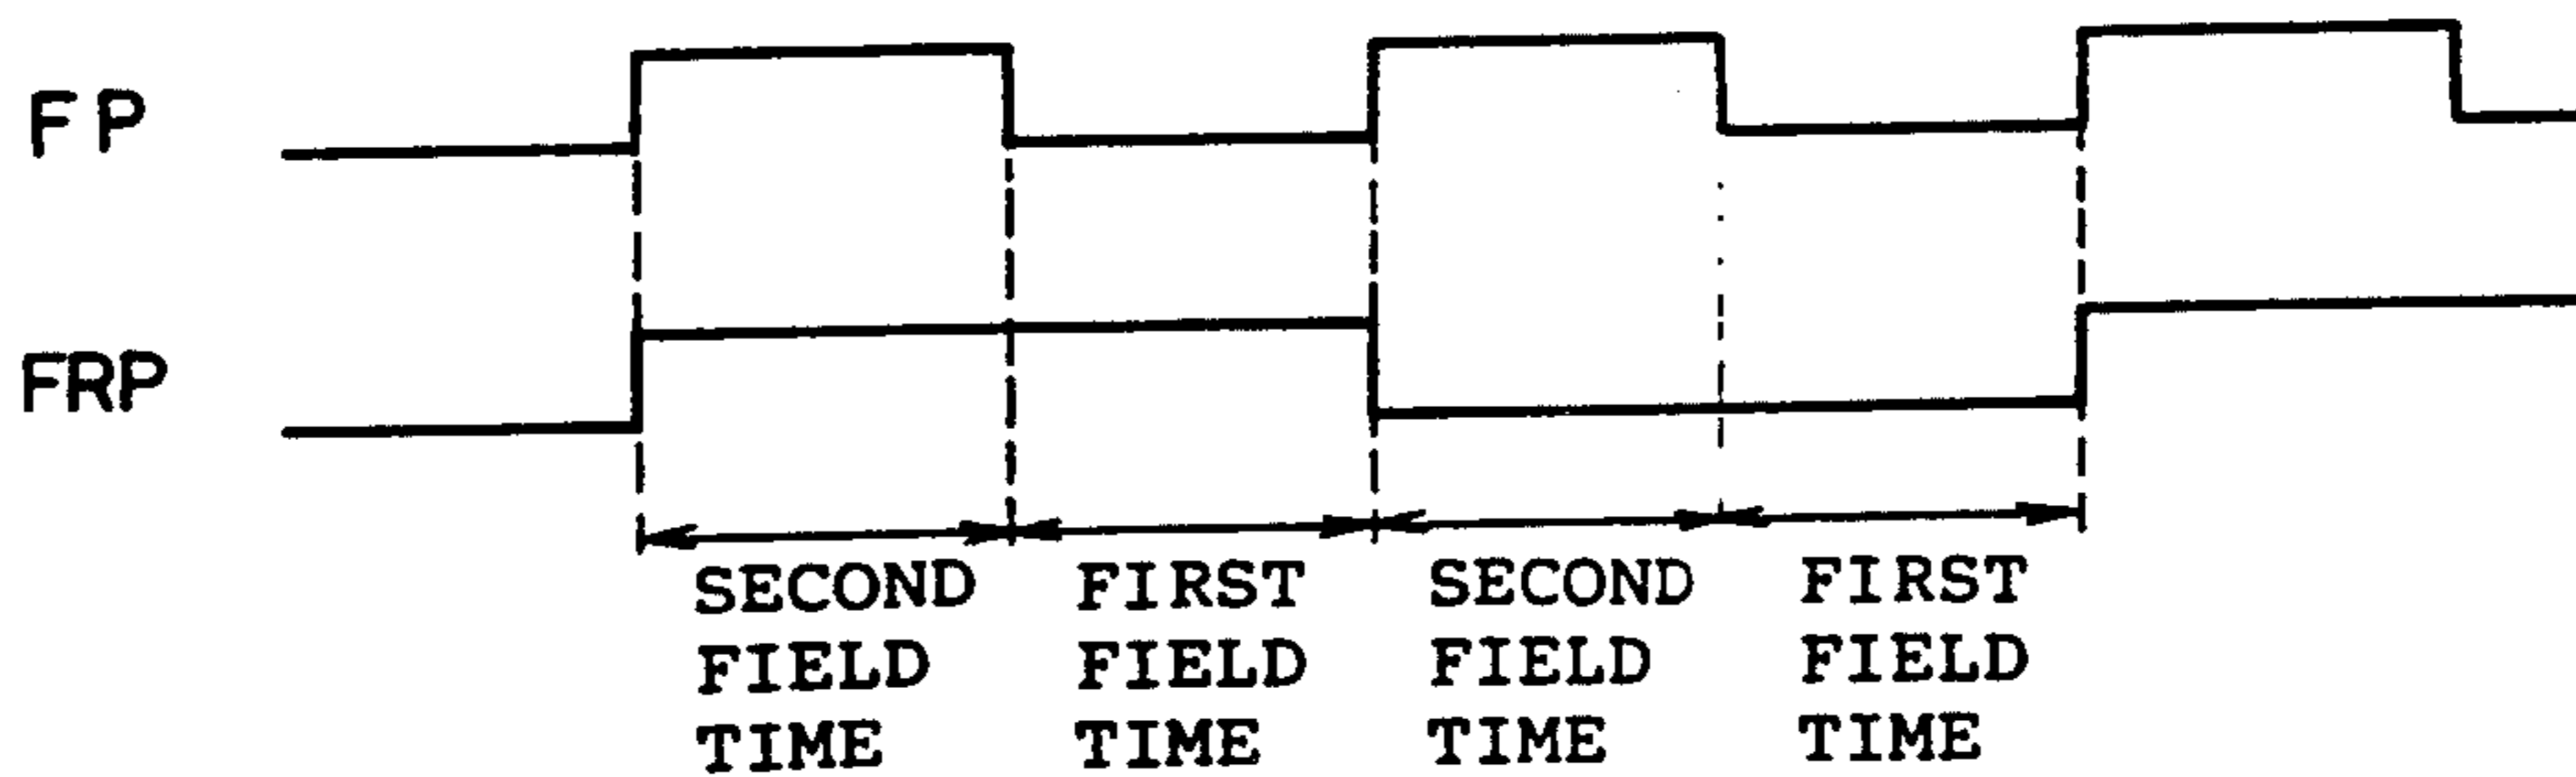 FP
FRP
SECOND FIRST SECOND FIRST
FIELD FIELD FIELD FIELD
TIME TIME TIME TIME